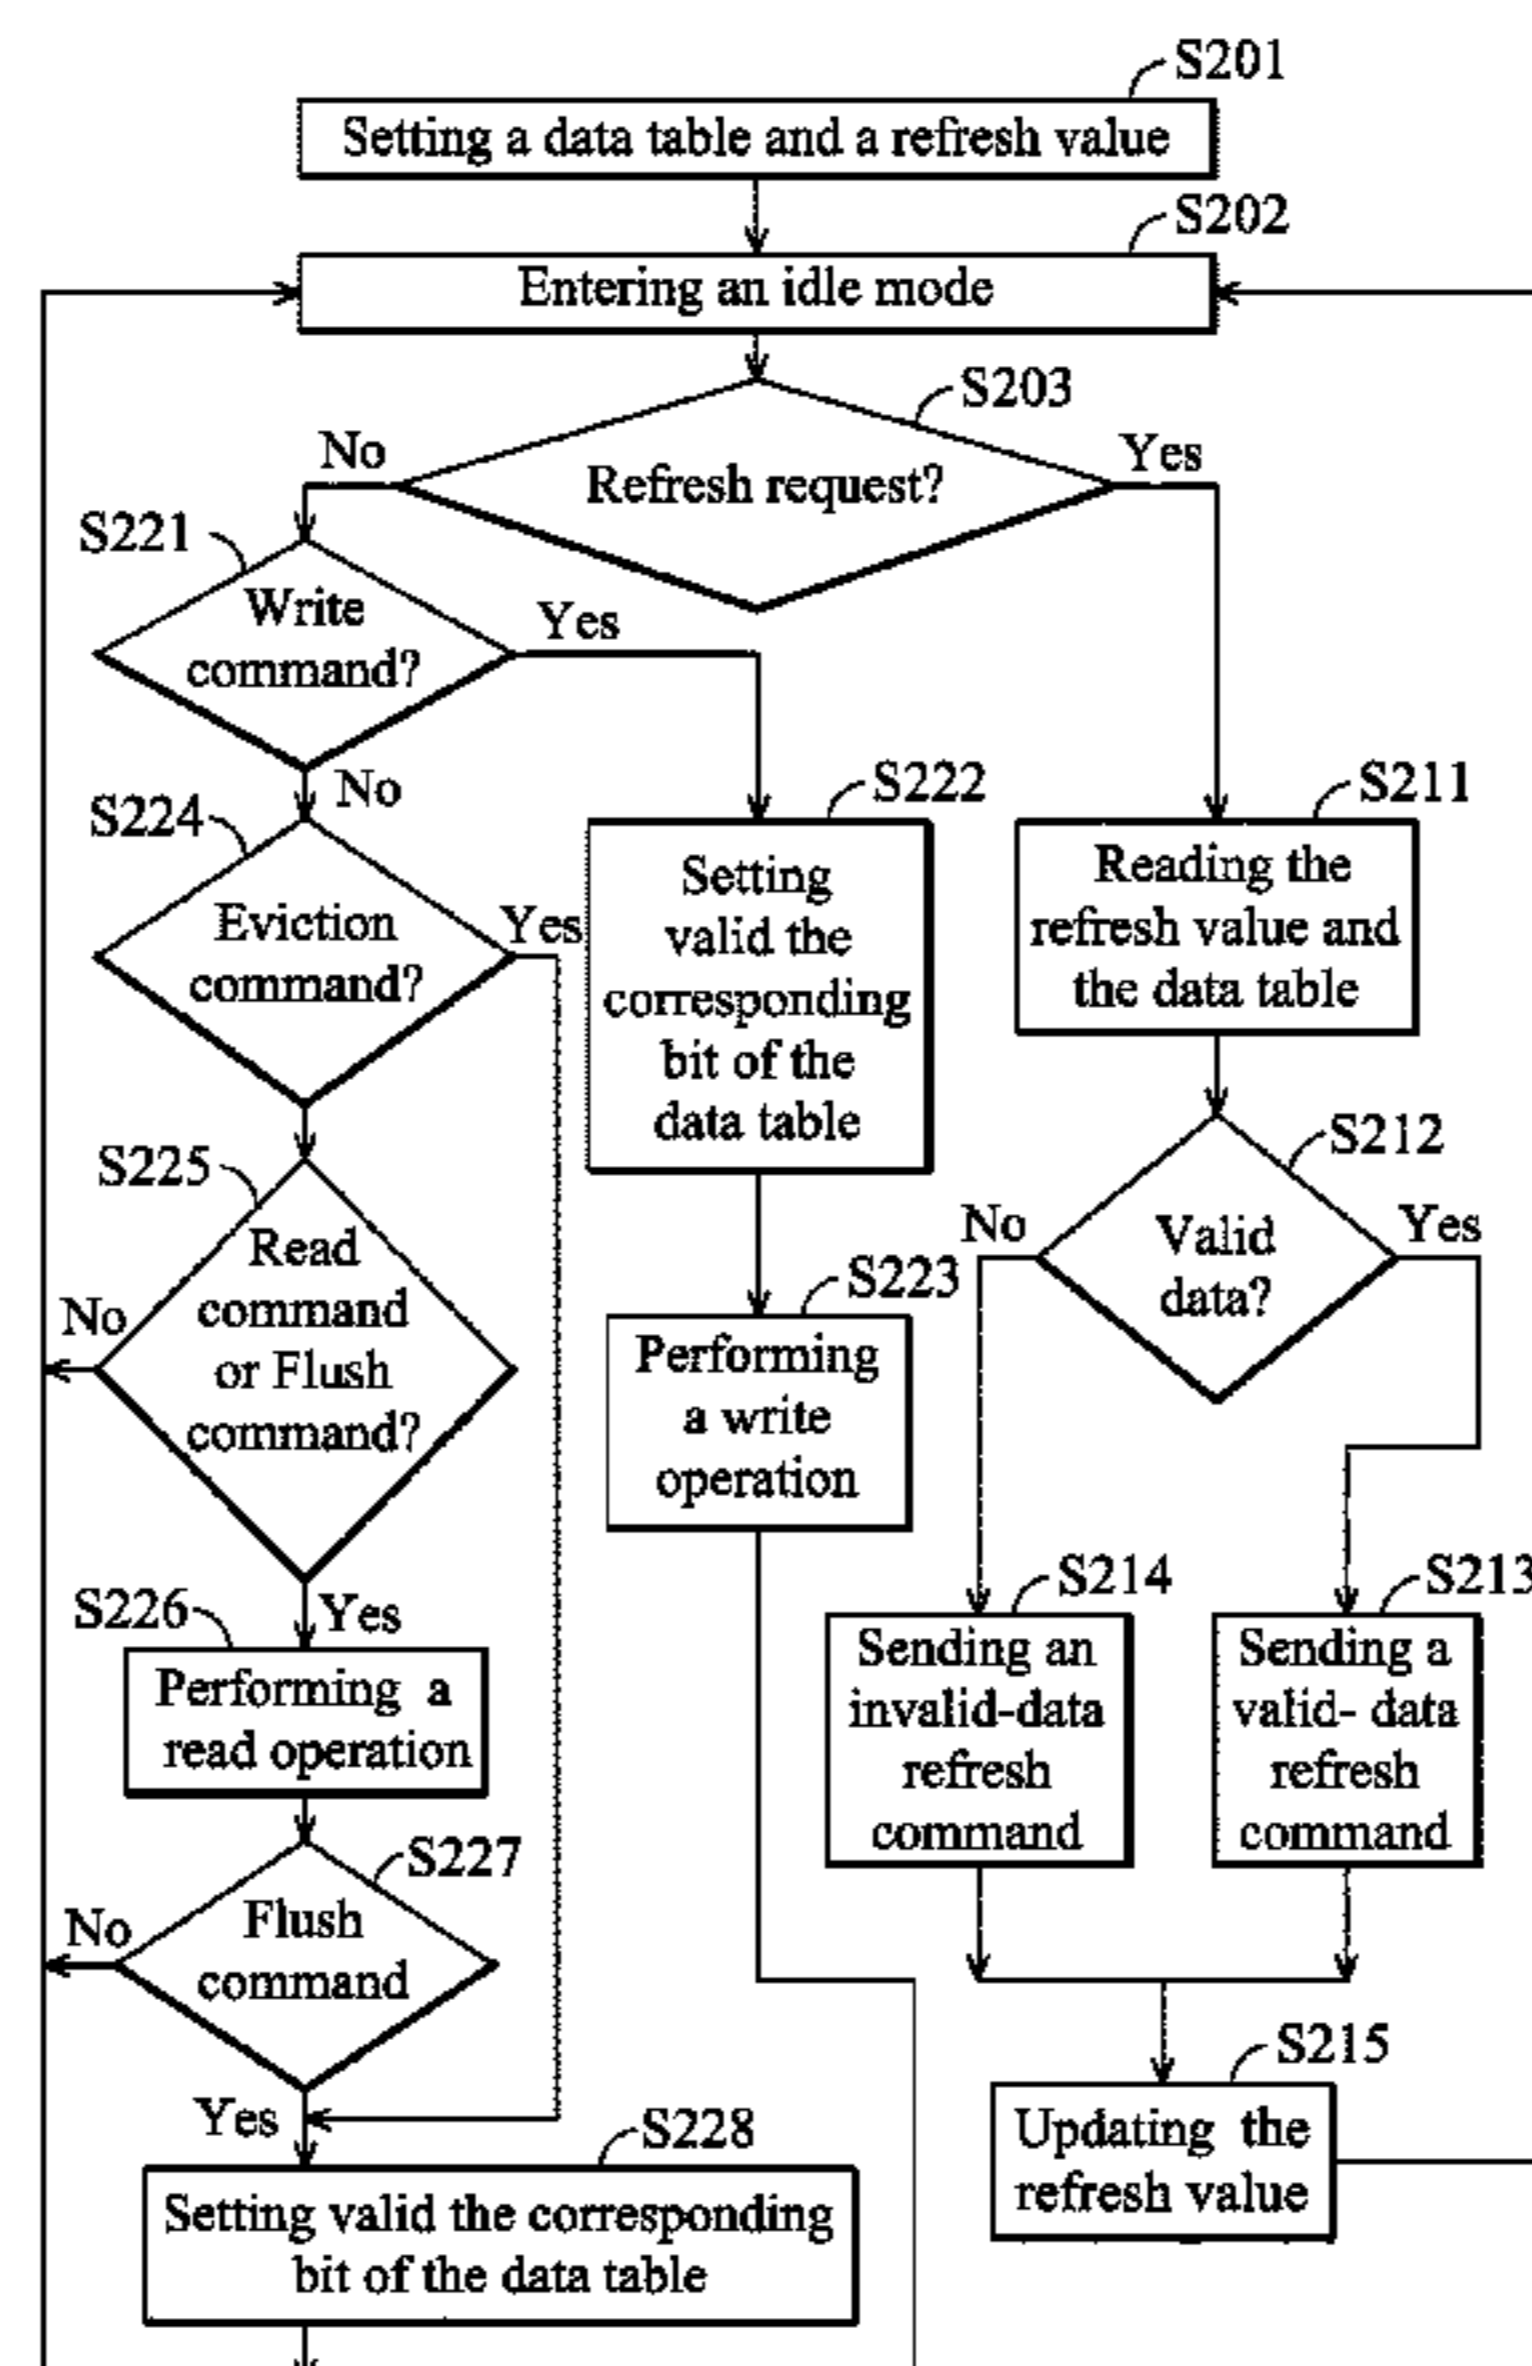 S201
Setting a data table and a refresh value
S202
Entering an idle mode
S203
Refresh request?
No
Yes
S221
Write
command?
Yes
No
S222
Setting
valid the
corresponding
bit of the
data table
S211
Reading the
refresh value and
the data table
S224
Eviction
command?
Yes
S212
Valid
data?
No
Yes
S225
Read
command
or Flush
command?
No
Yes
S223
Performing
a write
operation
S214
Sending an
invalid-data
refresh
command
S213
Sending a
valid- data
refresh
command
S226
Performing a
read operation
S227
Flush
command
No
Yes
S215
Updating the
refresh value
S228
Setting valid the corresponding
bit of the data table